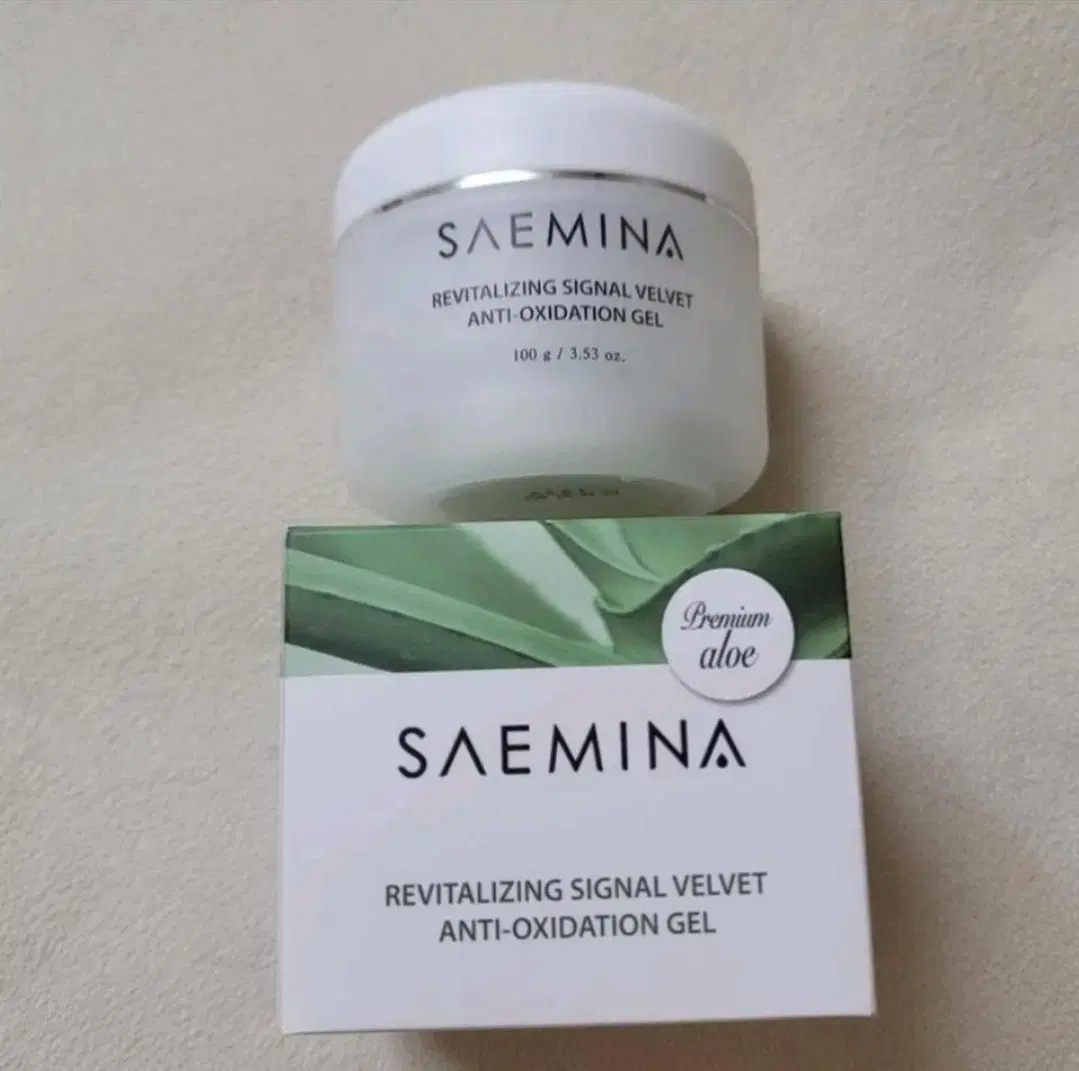 SAEMINA
REVITALIZING SIGNAL VELVET
ANTI-OXIDATION GEL
100 g / 3.53 oz.
Premium
aloe
SAEMINA
REVITALIZING SIGNAL VELVET
ANTI-OXIDATION GEL